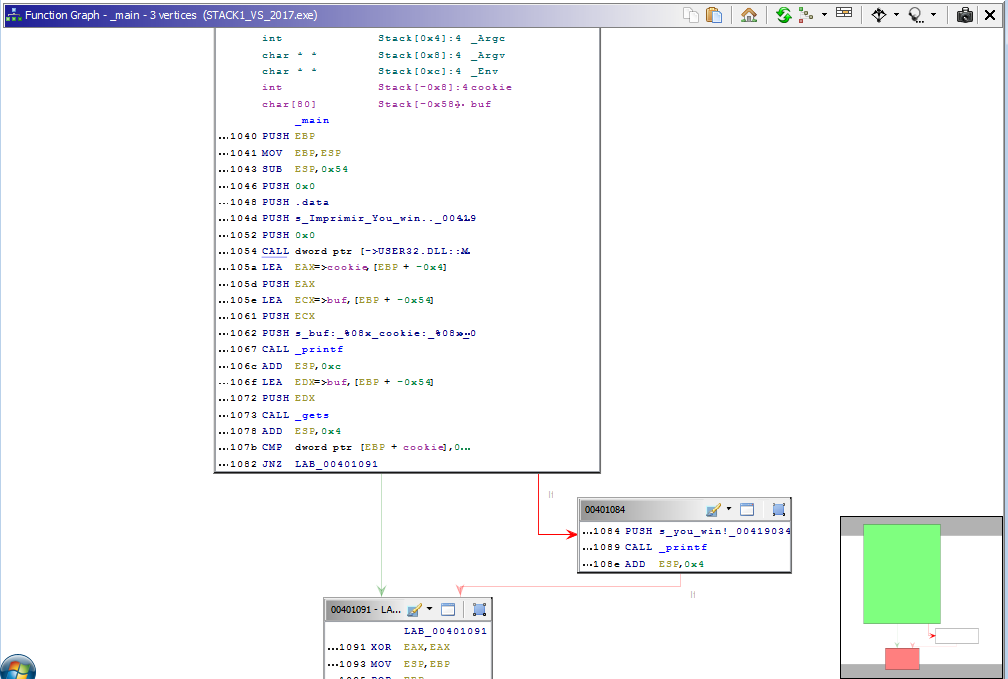 Function Graph - _main - 3 vertices (STACK1_VS_2017.exe)
int Stack[0x4]:4 _Argc
char * * Stack[0x8]:4 _Argv
char * * Stack[0xc]:4 _Env
int Stack[-0x8]:4 cookie
char[80] Stack[-0x58]... buf
_main
...1040 PUSH EBP
...1041 MOV EBP,ESP
...1043 SUB ESP,0x54
...1046 PUSH 0x0
...1048 PUSH .data
...104d PUSH s_Imprimir_You_win.._00419
...1052 PUSH 0x0
...1054 CALL dword ptr [->USER32.DLL::M...
...105a LEA EAX=>cookie,[EBP + -0x4]
...105d PUSH EAX
...105e LEA ECX=>buf,[EBP + -0x54]
...1061 PUSH ECX
...1062 PUSH s_buf:_%08x_cookie:_%08x...0
...1067 CALL _printf
...106c ADD ESP,0xc
...106f LEA EDX=>buf,[EBP + -0x54]
...1072 PUSH EDX
...1073 CALL _gets
...1078 ADD ESP,0x4
...107b CMP dword ptr [EBP + cookie],0...
...1082 JNZ LAB_00401091
00401084
...1084 PUSH s_you_win!_00419034
...1089 CALL _printf
...108e ADD ESP,0x4
00401091 - LA...
LAB_00401091
...1091 XOR EAX,EAX
...1093 MOV ESP,EBP